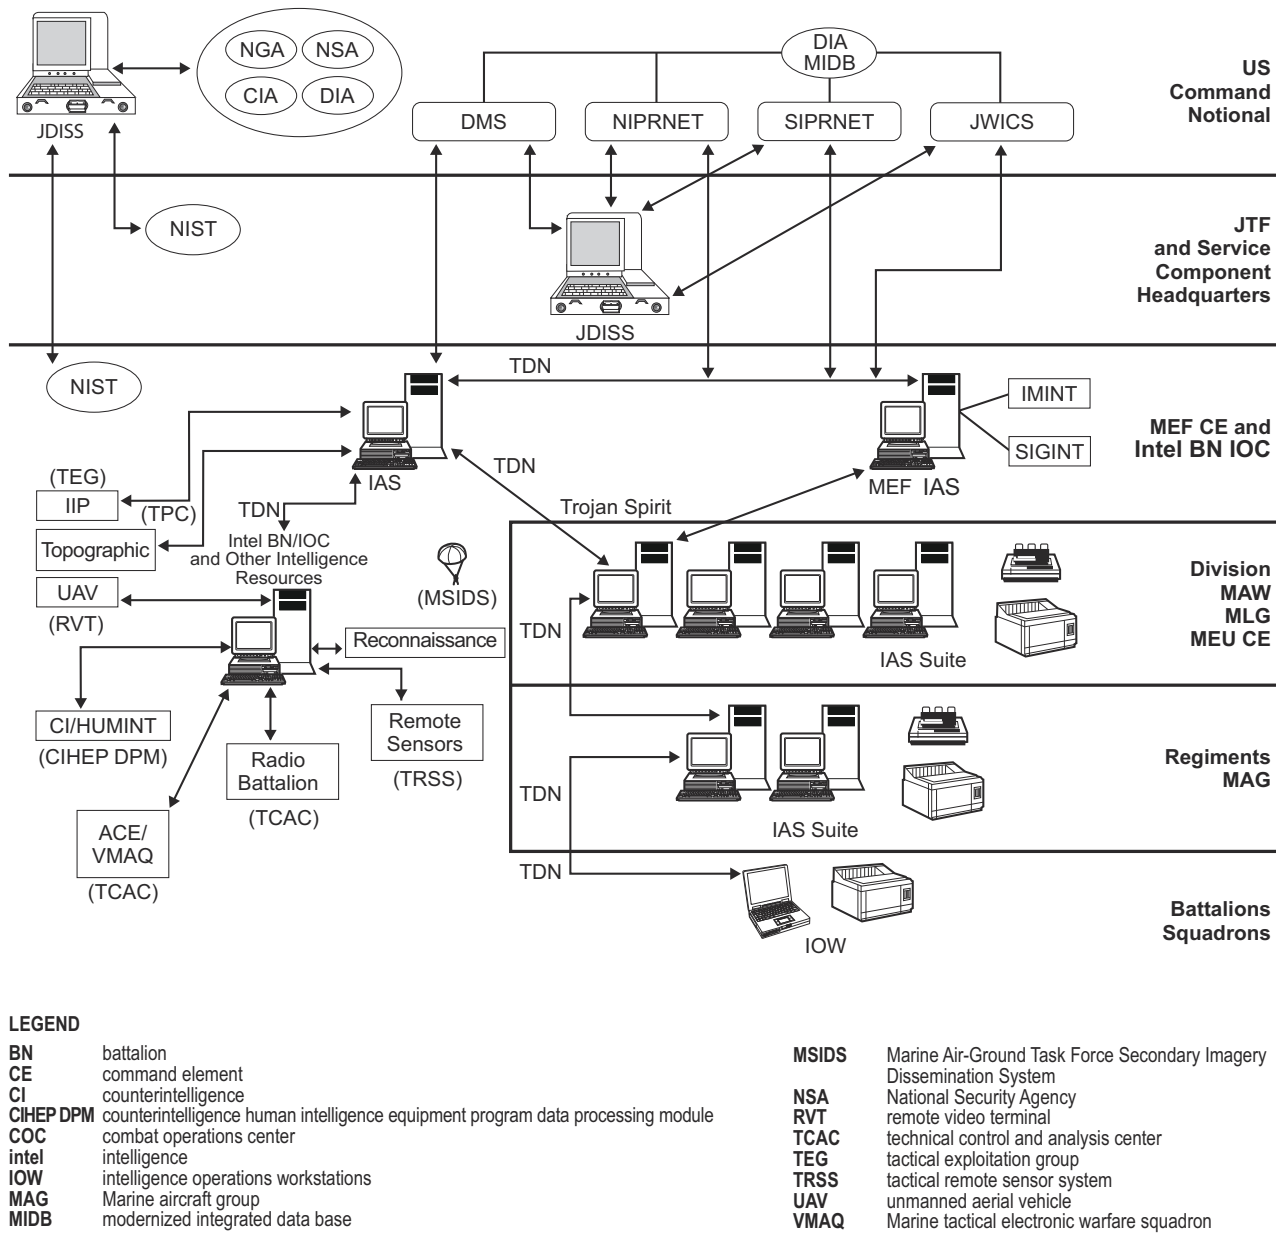 NGA
NSA
CIA
DIA
JDISS
DIA
MIDB
DMS
NIPRNET
SIPRNET
JWICS
US
Command
Notional
NIST
JDISS
JTF
and Service
Component
Headquarters
NIST
TDN
IMINT
SIGINT
MEF CE and
Intel BN IOC
IAS
TDN
MEF IAS
(TEG)
IIP
(TPC)
TDN
Trojan Spirit
Topographic
Intel BN/IOC
and Other Intelligence
Resources
UAV
(RVT)
(MSIDS)
Reconnaissance
TDN
IAS Suite
Division
MAW
MLG
MEU CE
CI/HUMINT
(CIHEP DPM)
Radio
Battalion
(TCAC)
Remote
Sensors
(TRSS)
ACE/
VMAQ
(TCAC)
TDN
IAS Suite
Regiments
MAG
TDN
IOW
Battalions
Squadrons
LEGEND
BN battalion
CE command element
CI counterintelligence
CIHEP DPM counterintelligence human intelligence equipment program data processing module
COC combat operations center
intel intelligence
IOW intelligence operations workstations
MAG Marine aircraft group
MIDB modernized integrated data base
MSIDS Marine Air-Ground Task Force Secondary Imagery
Dissemination System
NSA National Security Agency
RVT remote video terminal
TCAC technical control and analysis center
TEG tactical exploitation group
TRSS tactical remote sensor system
UAV unmanned aerial vehicle
VMAQ Marine tactical electronic warfare squadron